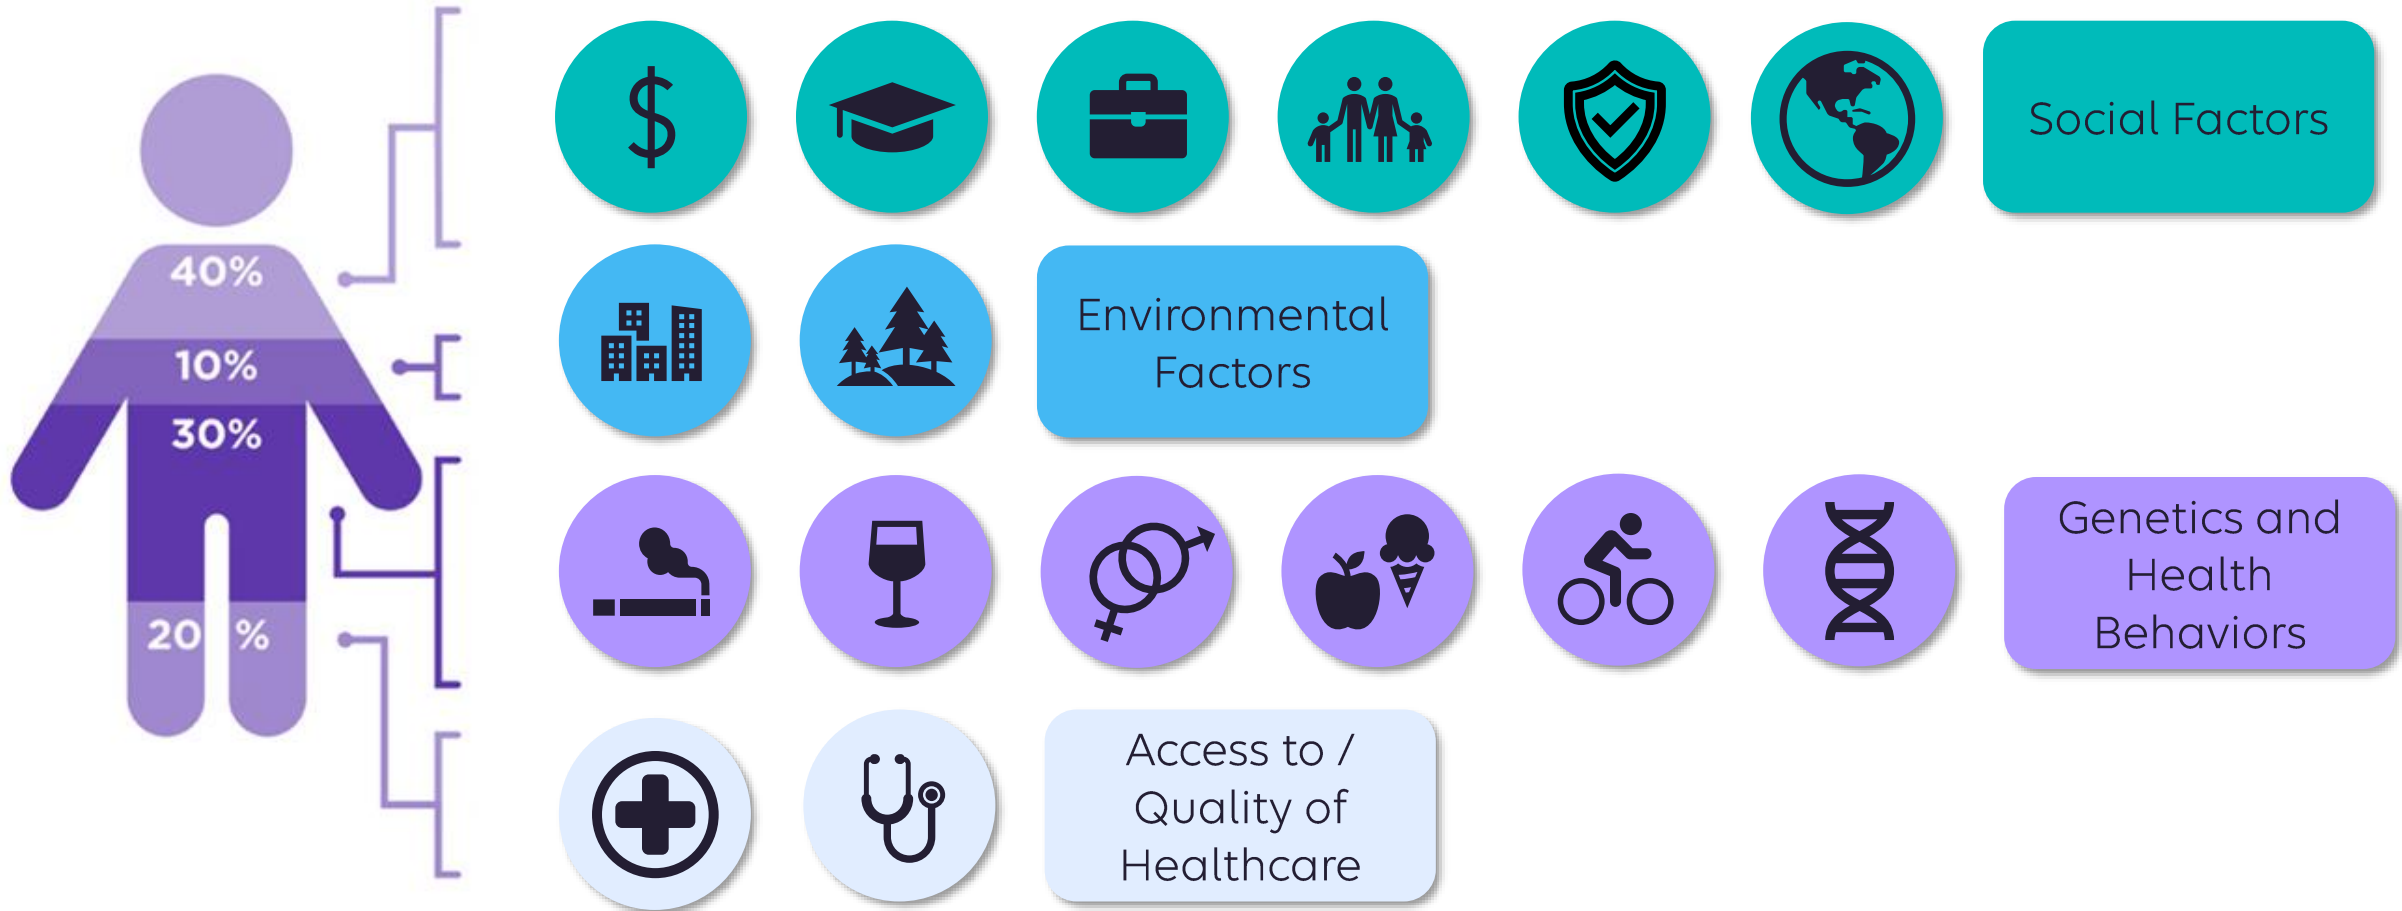 Social Factors
40%
Environmental
Factors
10%
30%
Genetics and
Health
Behaviors
20 %
Access to /
Quality of
Healthcare